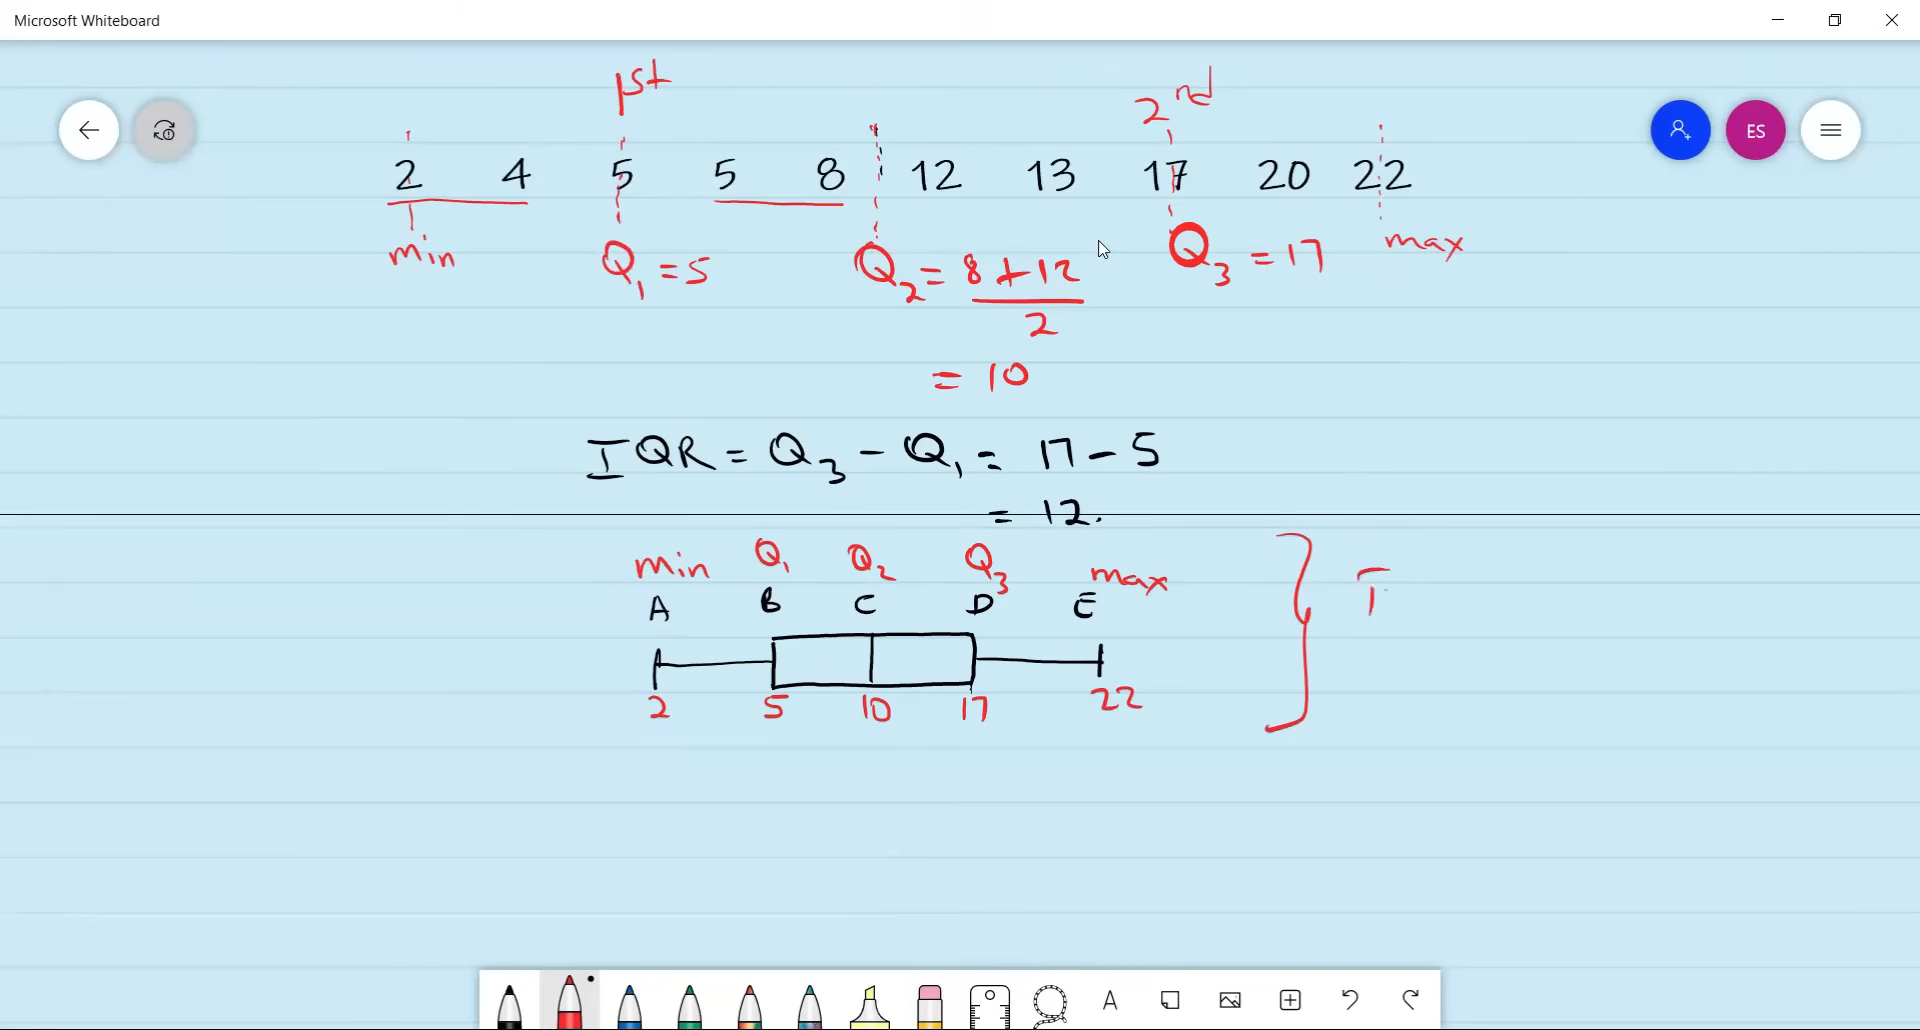 Microsoft Whiteboard
1st 2nd
ES
2 4 5 5 8 12 13 17 20 22
min Q1 = 5 Q2 = 8 + 12 / 2 Q3 = 17 max
= 10
IQR = Q3 - Q1 = 17 - 5
= 12.
min Q1 Q2 Q3 max
A B C D E
2 5 10 17 22
A